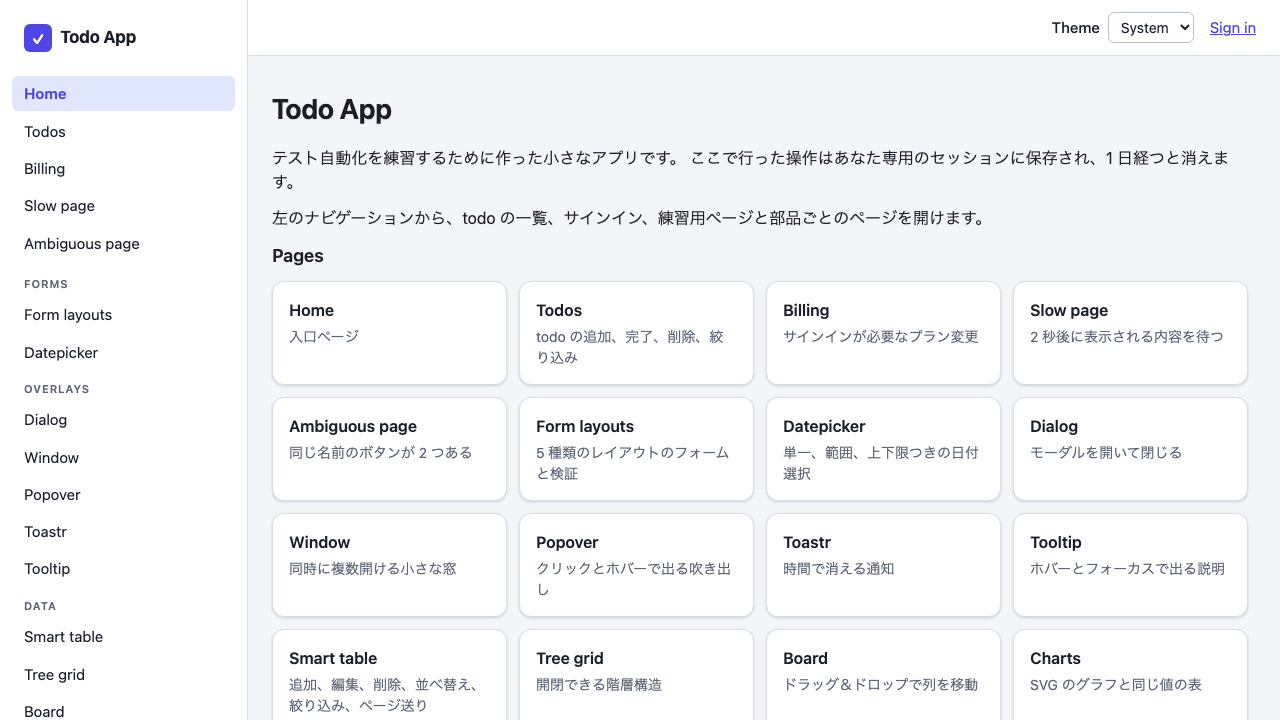 Todo App
Theme
System
Sign in
Home
Todos
Billing
Slow page
Ambiguous page
FORMS
Form layouts
Datepicker
OVERLAYS
Dialog
Window
Popover
Toastr
Tooltip
DATA
Smart table
Tree grid
Board
Todo App
テスト自動化を練習するために作った小さなアプリです。 ここで行った操作はあなた専用のセッションに保存され、1 日経つと消えま
す。
左のナビゲーションから、todo の一覧、サインイン、練習用ページと部品ごとのページを開けます。
Pages
Home
入口ページ
Todos
todo の追加、完了、削除、絞
り込み
Billing
サインインが必要なプラン変更
Slow page
2 秒後に表示される内容を待つ
Ambiguous page
同じ名前のボタンが 2 つある
Form layouts
5 種類のレイアウトのフォーム
と検証
Datepicker
単一、範囲、上下限つきの日付
選択
Dialog
モーダルを開いて閉じる
Window
同時に複数開ける小さな窓
Popover
クリックとホバーで出る吹き出
し
Toastr
時間で消える通知
Tooltip
ホバーとフォーカスで出る説明
Smart table
追加、編集、削除、並べ替え、
絞り込み、ページ送り
Tree grid
開閉できる階層構造
Board
ドラッグ＆ドロップで列を移動
Charts
SVG のグラフと同じ値の表